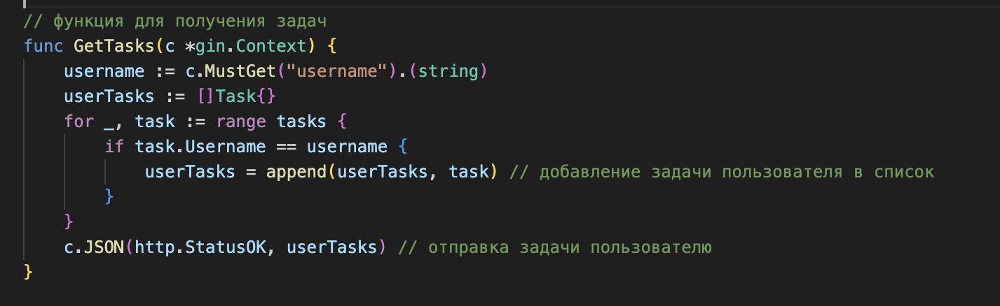 // функция для получения задач
func GetTasks(c *gin.Context) {
    username := c.MustGet("username").(string)
    userTasks := []Task{}
    for _, task := range tasks {
        if task.Username == username {
            userTasks = append(userTasks, task) // добавление задачи пользователя в список
        }
    }
    c.JSON(http.StatusOK, userTasks) // отправка задачи пользователю
}